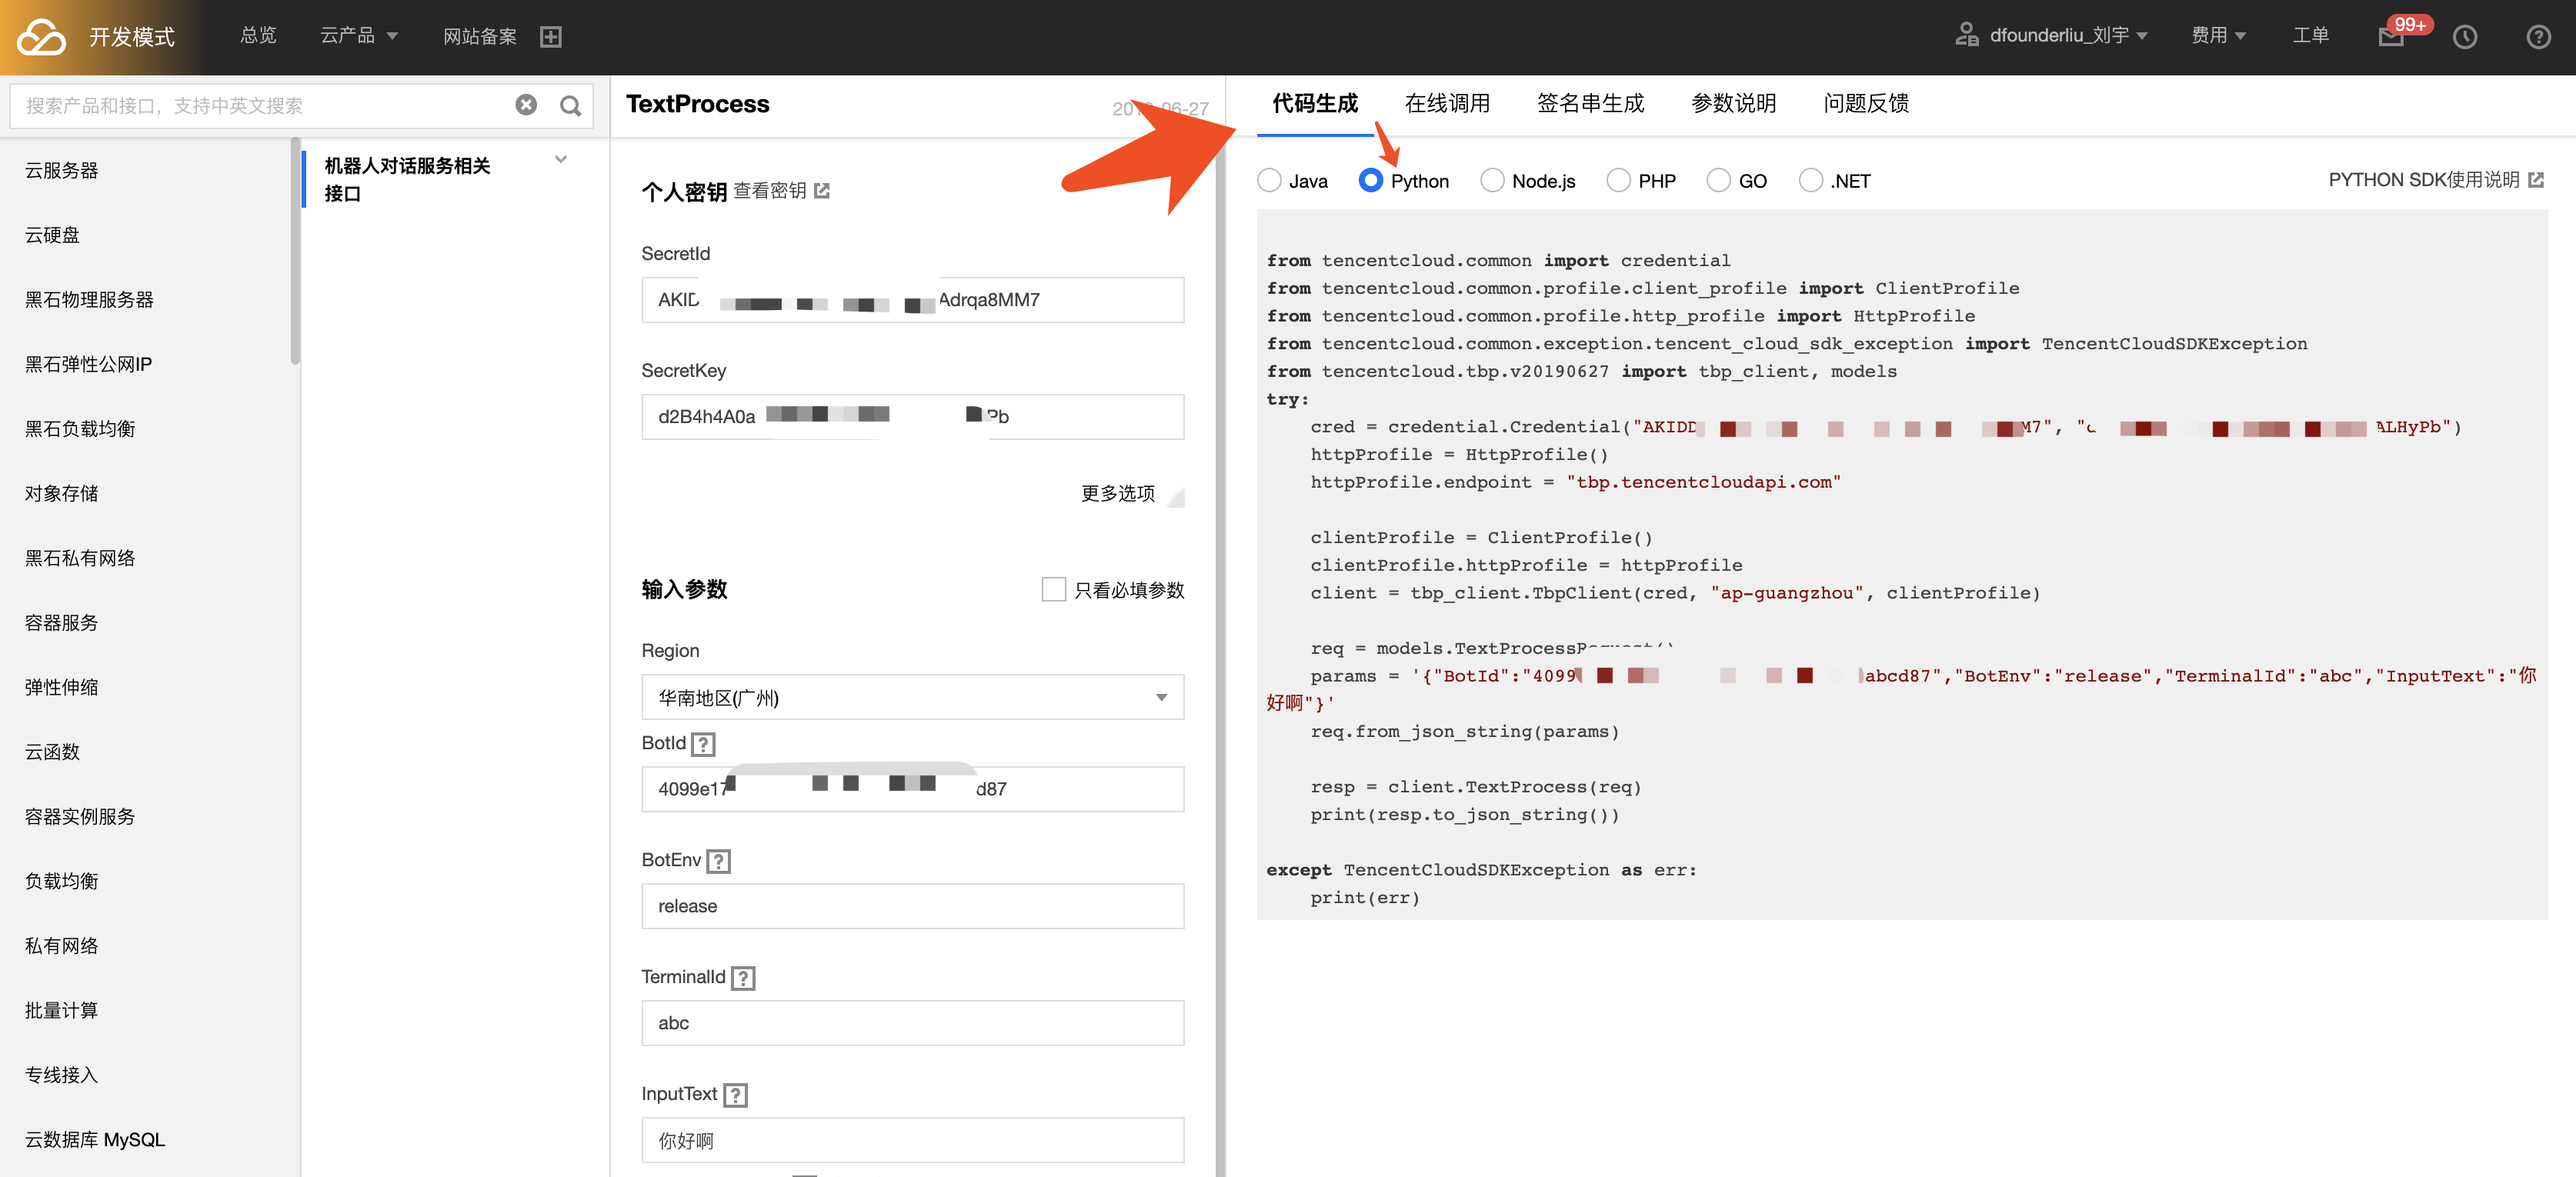 开发模式
总览
云产品
网站备案
dfounderliu_刘宇
费用
工单
99+
搜索产品和接口，支持中英文搜索
云服务器
云硬盘
黑石物理服务器
黑石弹性公网IP
黑石负载均衡
对象存储
黑石私有网络
容器服务
弹性伸缩
云函数
容器实例服务
负载均衡
私有网络
批量计算
专线接入
云数据库 MySQL
机器人对话服务相关
接口
TextProcess
06-27
个人密钥 查看密钥
SecretId
AKID Adrqa8MM7
SecretKey
d2B4h4A0a Pb
更多选项
输入参数
只看必填参数
Region
华南地区(广州)
BotId ?
4099e17 d87
BotEnv ?
release
TerminalId ?
abc
InputText ?
你好啊
代码生成
在线调用
签名串生成
参数说明
问题反馈
Java
Python
Node.js
PHP
GO
.NET
PYTHON SDK使用说明
from tencentcloud.common import credential
from tencentcloud.common.profile.client_profile import ClientProfile
from tencentcloud.common.profile.http_profile import HttpProfile
from tencentcloud.common.exception.tencent_cloud_sdk_exception import TencentCloudSDKException
from tencentcloud.tbp.v20190627 import tbp_client, models
try:
    cred = credential.Credential("AKIDD M7", " ALHyPb")
    httpProfile = HttpProfile()
    httpProfile.endpoint = "tbp.tencentcloudapi.com"
    clientProfile = ClientProfile()
    clientProfile.httpProfile = httpProfile
    client = tbp_client.TbpClient(cred, "ap-guangzhou", clientProfile)
    req = models.TextProcessRequest()
    params = '{"BotId":"4099 abcd87","BotEnv":"release","TerminalId":"abc","InputText":"你
好啊"}'
    req.from_json_string(params)
    resp = client.TextProcess(req)
    print(resp.to_json_string())
except TencentCloudSDKException as err:
    print(err)